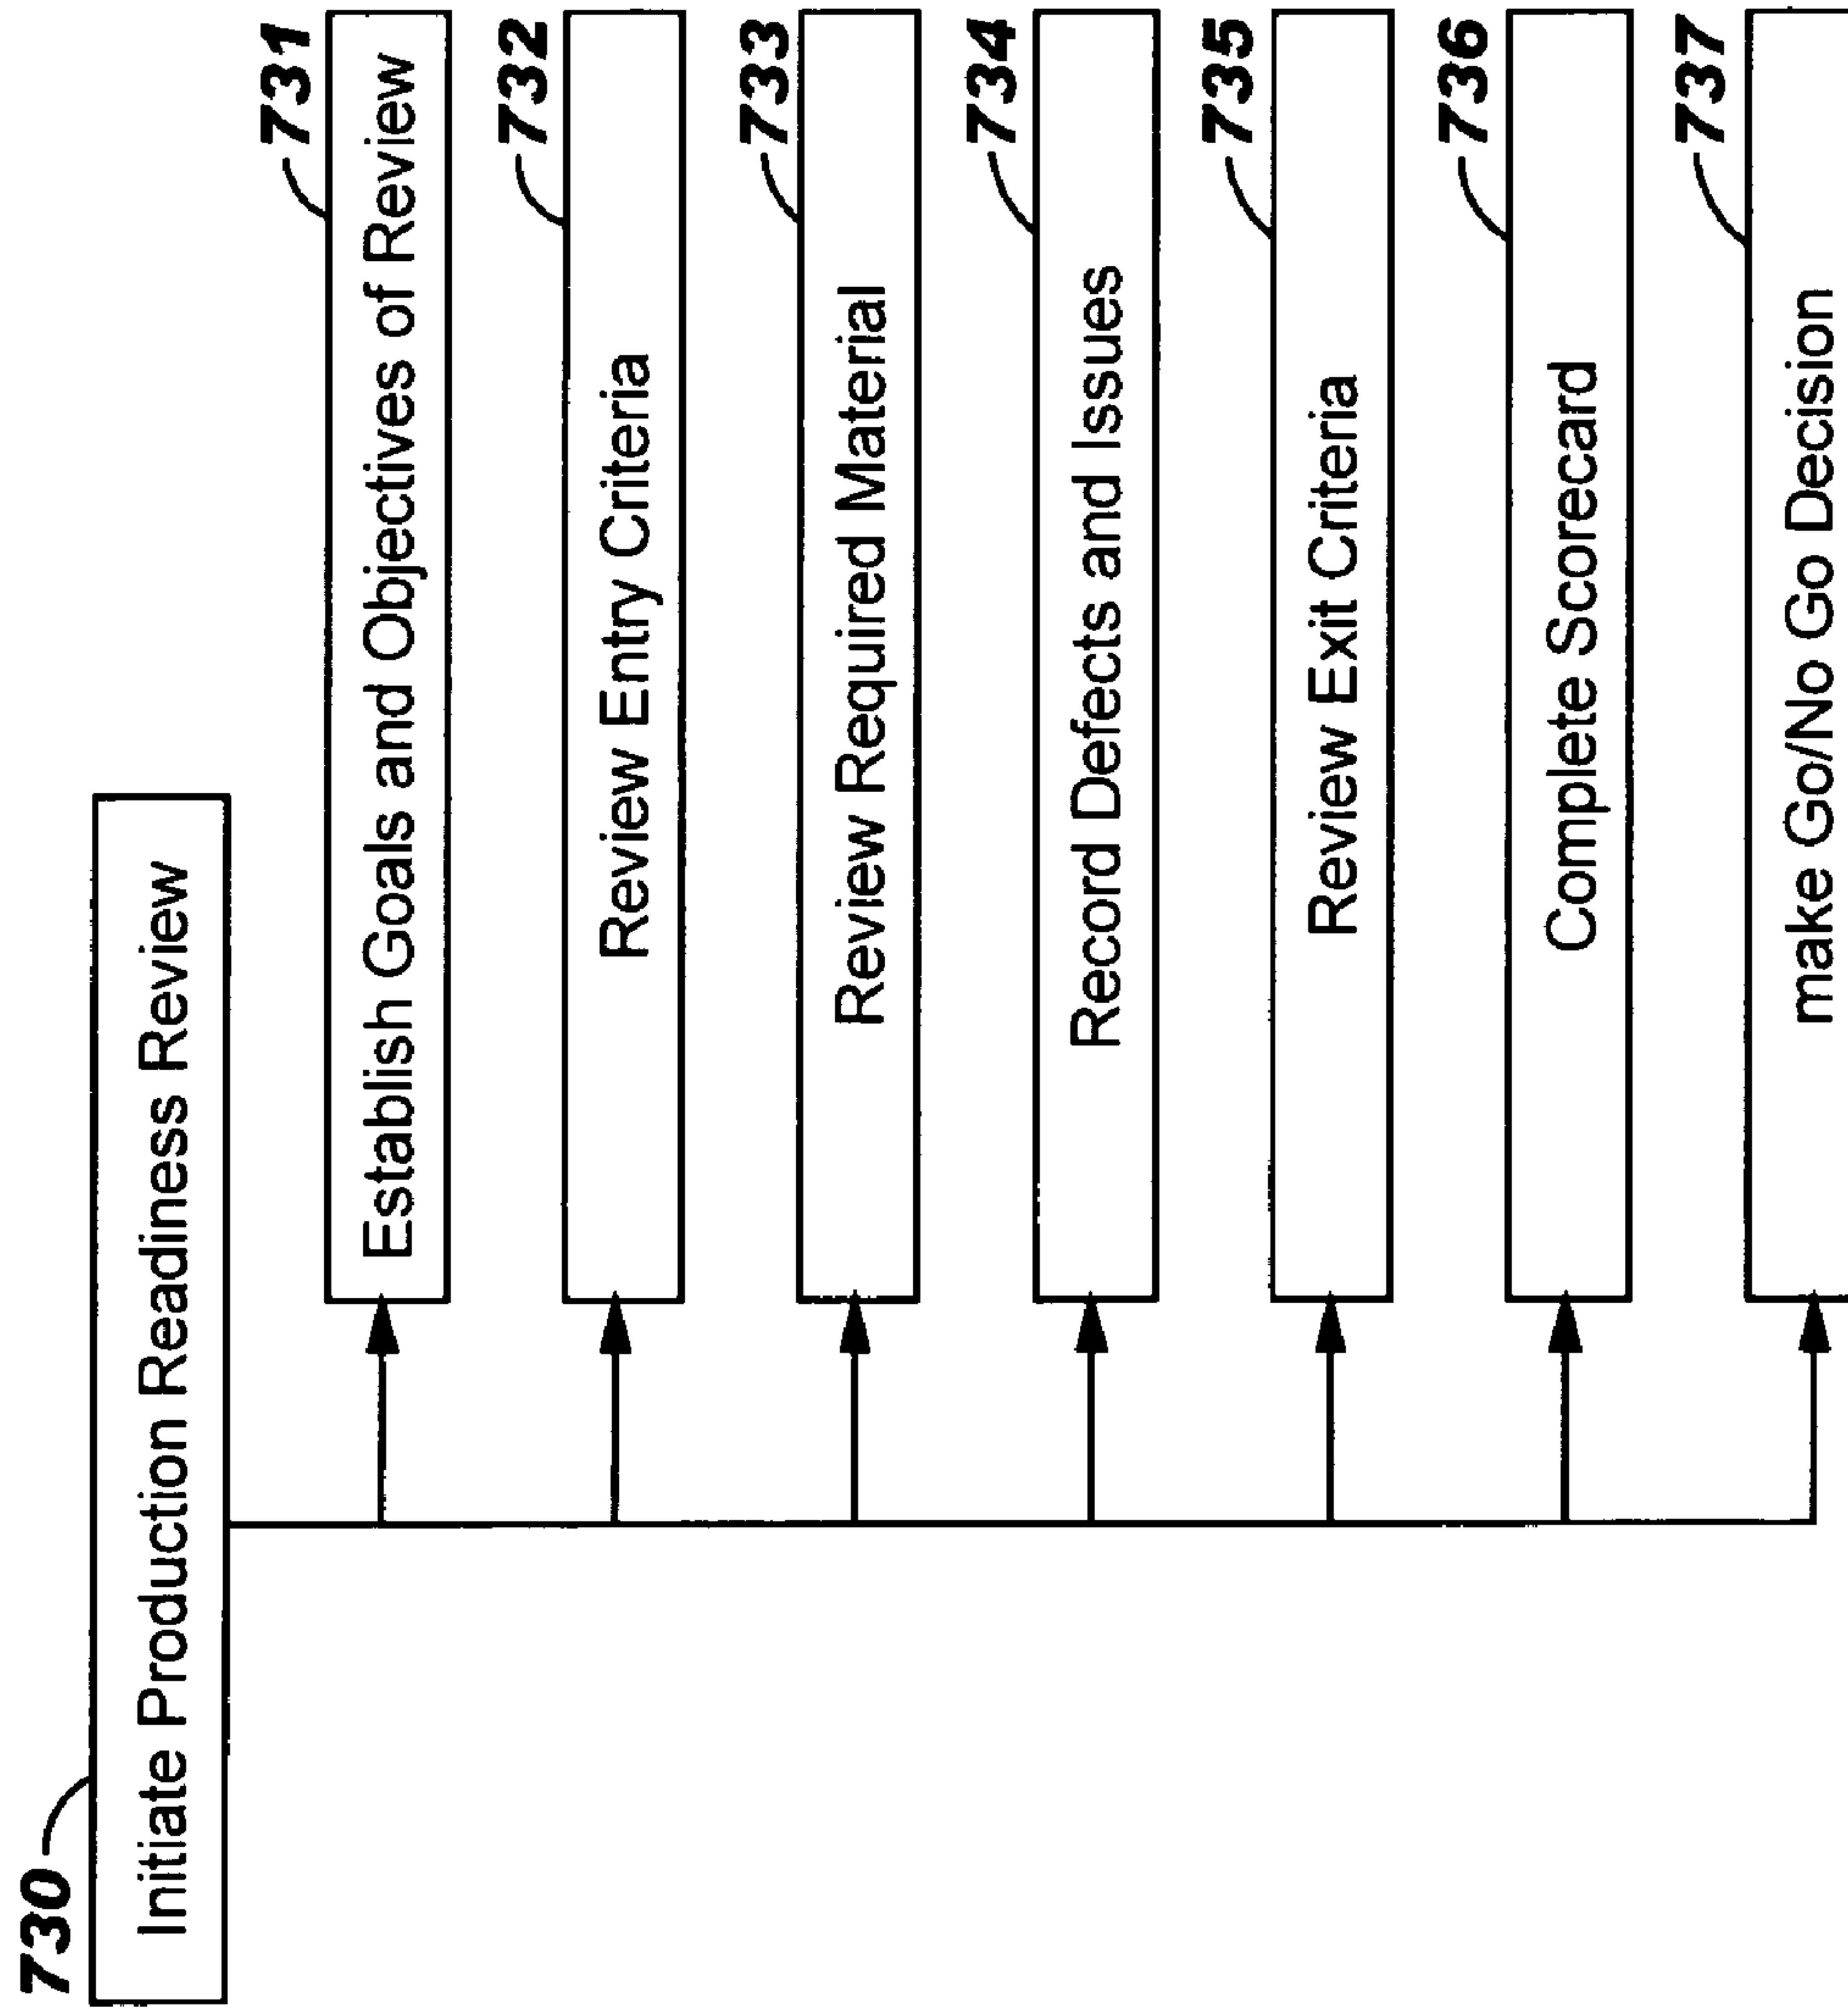 730
Initiate Production Readiness Review
731
Establish Goals and Objectives of Review
732
Review Entry Criteria
733
Review Required Material
734
Record Defects and Issues
735
Review Exit Criteria
736
Complete Scorecard
737
make Go/No Go Decision